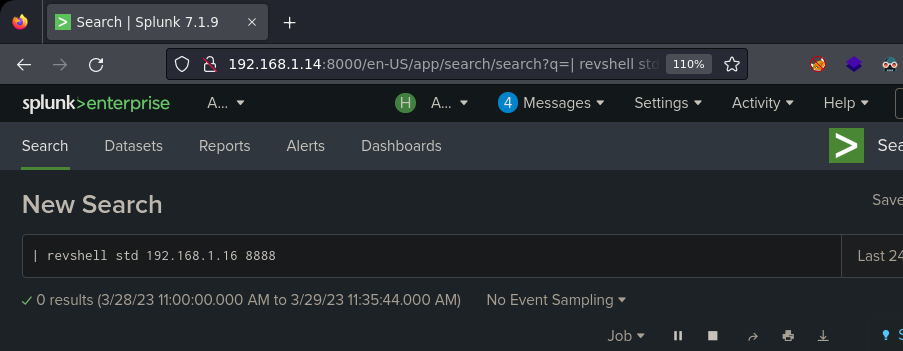 Search | Splunk 7.1.9
192.168.1.14:8000/en-US/app/search/search?q=| revshell std 110%
splunk>enterprise A... H A... 4 Messages Settings Activity Help
Search Datasets Reports Alerts Dashboards Sea
New Search Save
| revshell std 192.168.1.16 8888 Last 24
0 results (3/28/23 11:00:00.000 AM to 3/29/23 11:35:44.000 AM) No Event Sampling
Job S